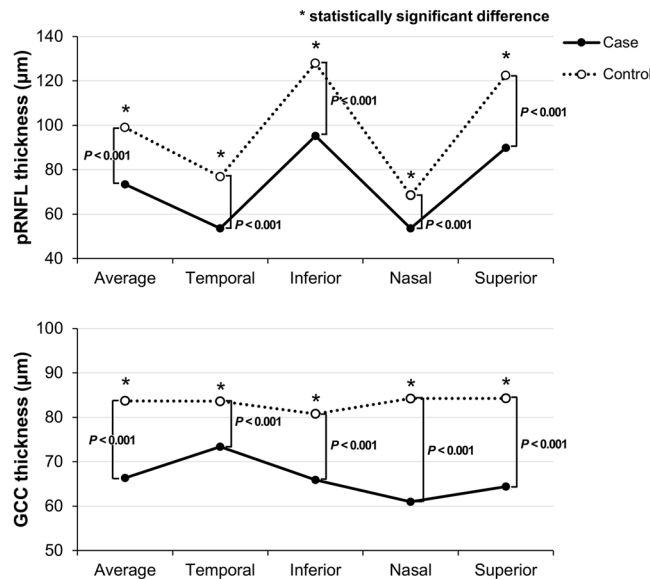 * statistically significant difference
Case
Control
pRNFL thickness (μm)
140
120
100
80
60
40
*
*
*
*
*
P < 0.001
P < 0.001
P < 0.001
P < 0.001
P < 0.001
Average Temporal Inferior Nasal Superior
GCC thickness (μm)
100
90
80
70
60
50
*
*
*
*
*
P < 0.001
P < 0.001
P < 0.001
P < 0.001
P < 0.001
Average Temporal Inferior Nasal Superior